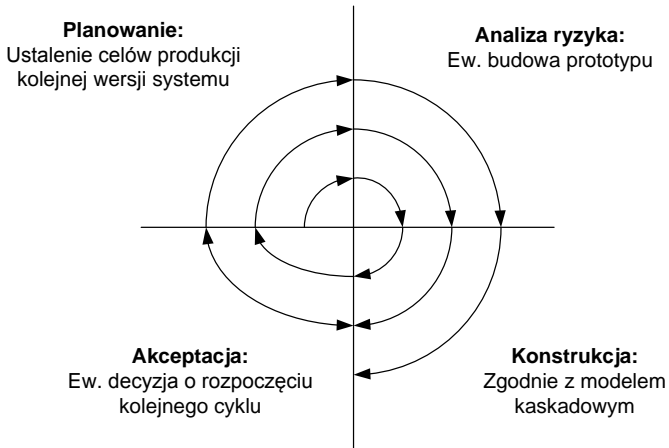 Planowanie:
Ustalenie celów produkcji
kolejnej wersji systemu
Analiza ryzyka:
Ew. budowa prototypu
Akceptacja:
Ew. decyzja o rozpoczęciu
kolejnego cyklu
Konstrukcja:
Zgodnie z modelem
kaskadowym